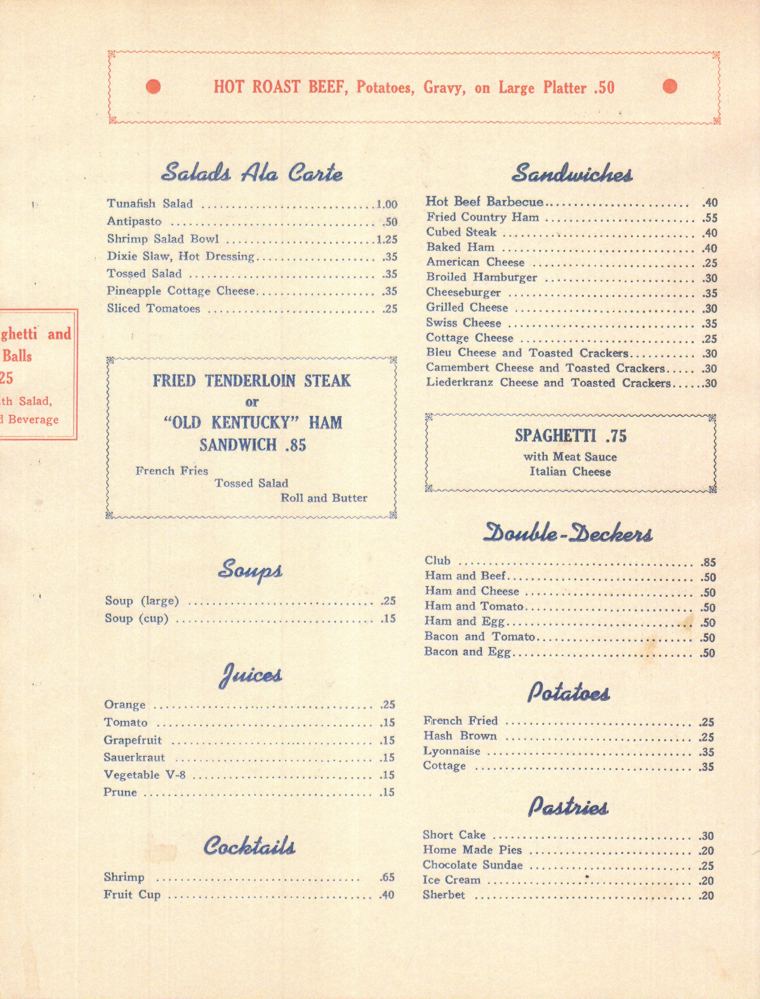 HOT ROAST BEEF, Potatoes, Gravy, on Large Platter .50
Salads Ala Carte
Tunafish Salad ..............................1.00
Antipasto .................................... .50
Shrimp Salad Bowl ..........................1.25
Dixie Slaw, Hot Dressing.................... .35
Tossed Salad ................................. .35
Pineapple Cottage Cheese.................... .35
Sliced Tomatoes .............................. .25
ghetti and
Balls
25
th Salad,
d Beverage
FRIED TENDERLOIN STEAK
or
“OLD KENTUCKY” HAM
SANDWICH .85
French Fries
Tossed Salad
Roll and Butter
Soups
Soup (large) ................................. .25
Soup (cup) ................................... .15
Juices
Orange ....................................... .25
Tomato ....................................... .15
Grapefruit ................................... .15
Sauerkraut ................................... .15
Vegetable V-8 ................................ .15
Prune ........................................ .15
Cocktails
Shrimp ..................................... .65
Fruit Cup .................................... .40
Sandwiches
Hot Beef Barbecue......................... .40
Fried Country Ham ......................... .55
Cubed Steak ................................ .40
Baked Ham ................................. .40
American Cheese ........................... .25
Broiled Hamburger ......................... .30
Cheeseburger ............................... .35
Grilled Cheese ............................. .30
Swiss Cheese ............................... .35
Cottage Cheese ............................. .25
Bleu Cheese and Toasted Crackers........... .30
Camembert Cheese and Toasted Crackers..... .30
Liederkranz Cheese and Toasted Crackers......30
SPAGHETTI .75
with Meat Sauce
Italian Cheese
Double-Deckers
Club ........................................ .85
Ham and Beef................................ .50
Ham and Cheese ............................. .50
Ham and Tomato.............................. .50
Ham and Egg................................. .50
Bacon and Tomato............................ .50
Bacon and Egg............................... .50
Potatoes
French Fried ................................ .25
Hash Brown ................................. .25
Lyonnaise ................................... .35
Cottage ..................................... .35
Pastries
Short Cake .................................. .30
Home Made Pies ............................. .20
Chocolate Sundae ............................ .25
Ice Cream ................................... .20
Sherbet ..................................... .20